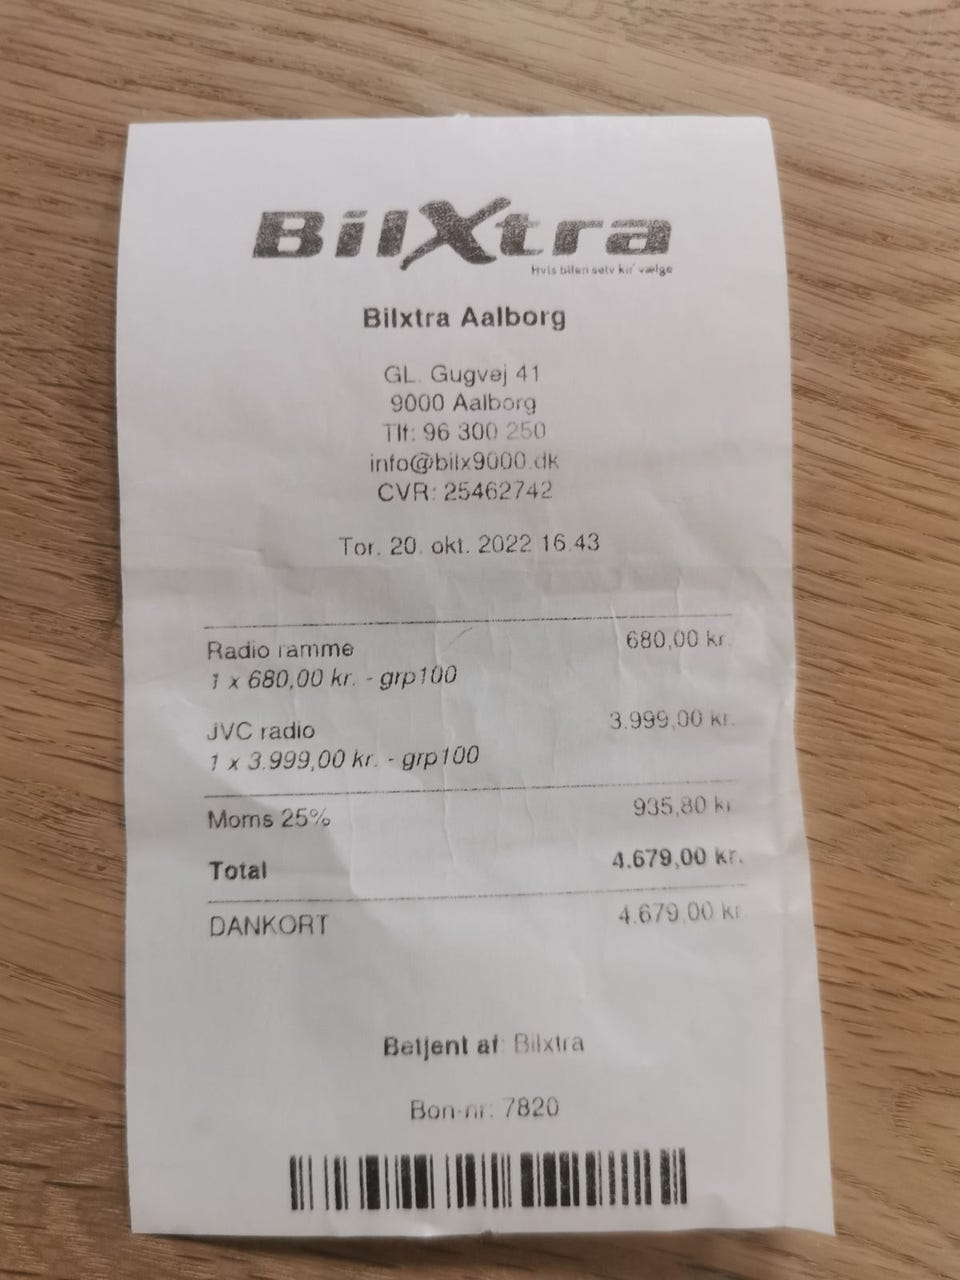 BilXtra
Hvis bilen selv ku' vælge
Bilxtra Aalborg
GL. Gugvej 41
9000 Aalborg
Tlf: 96 300 250
info@bilx9000.dk
CVR: 25462742
Tor. 20. okt. 2022 16.43
Radio ramme 680,00 kr.
1 x 680,00 kr. - grp100
JVC radio 3.999,00 kr.
1 x 3.999,00 kr. - grp100
Moms 25% 935,80 kr
Total 4.679,00 kr.
DANKORT 4.679,00 kr
Betjent af: Bilxtra
Bon-nr: 7820